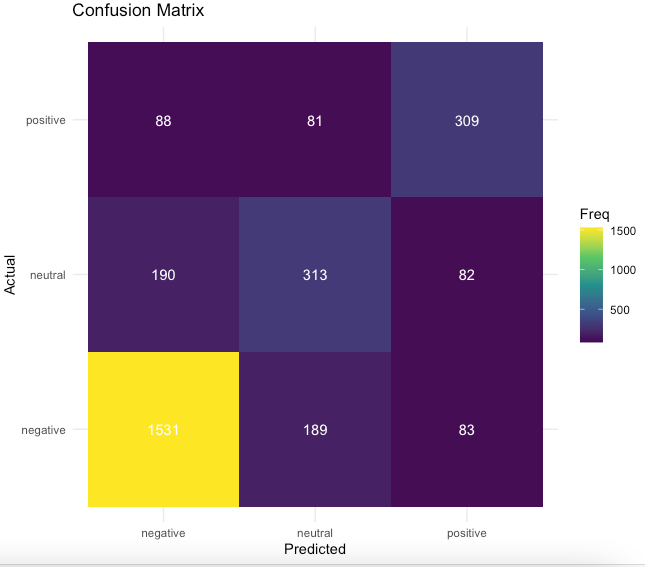 Confusion Matrix
positive
88
81
309
neutral
190
313
82
negative
1531
189
83
negative
neutral
positive
Predicted
Actual
Freq
1500
1000
500